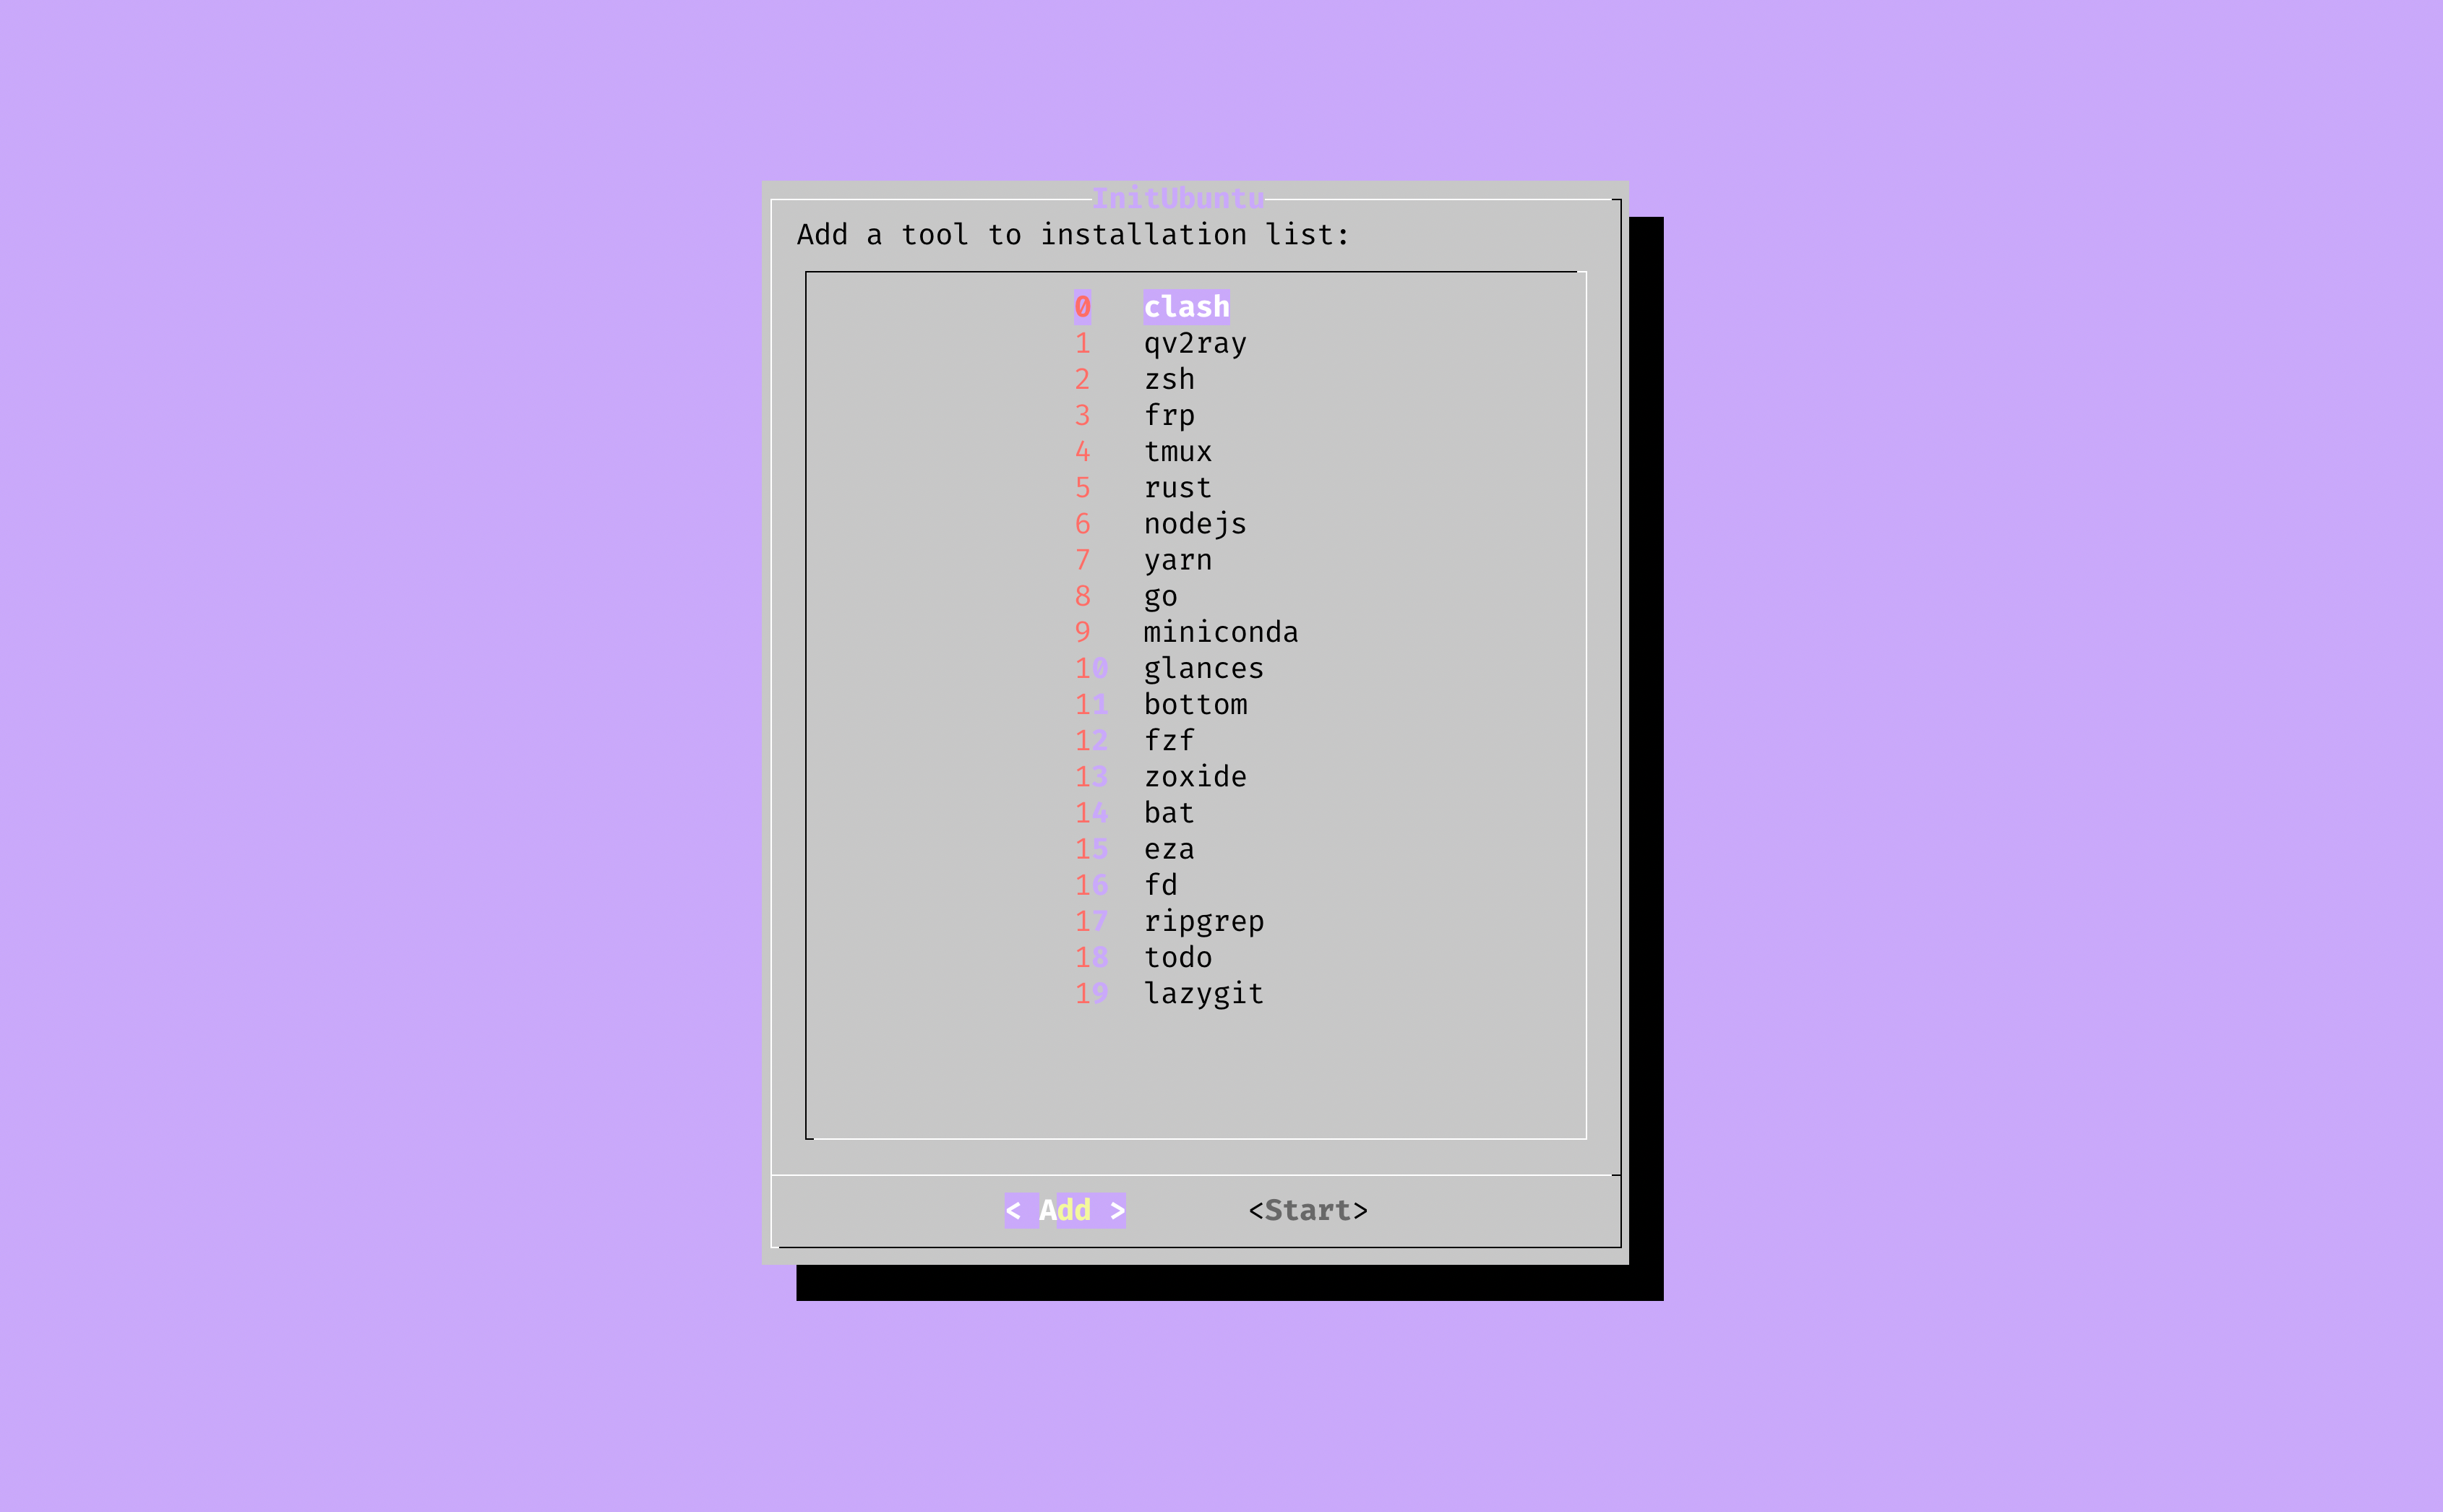 InitUbuntu
Add a tool to installation list:
0 clash
1 qv2ray
2 zsh
3 frp
4 tmux
5 rust
6 nodejs
7 yarn
8 go
9 miniconda
10 glances
11 bottom
12 fzf
13 zoxide
14 bat
15 eza
16 fd
17 ripgrep
18 todo
19 lazygit
< Add > <Start>